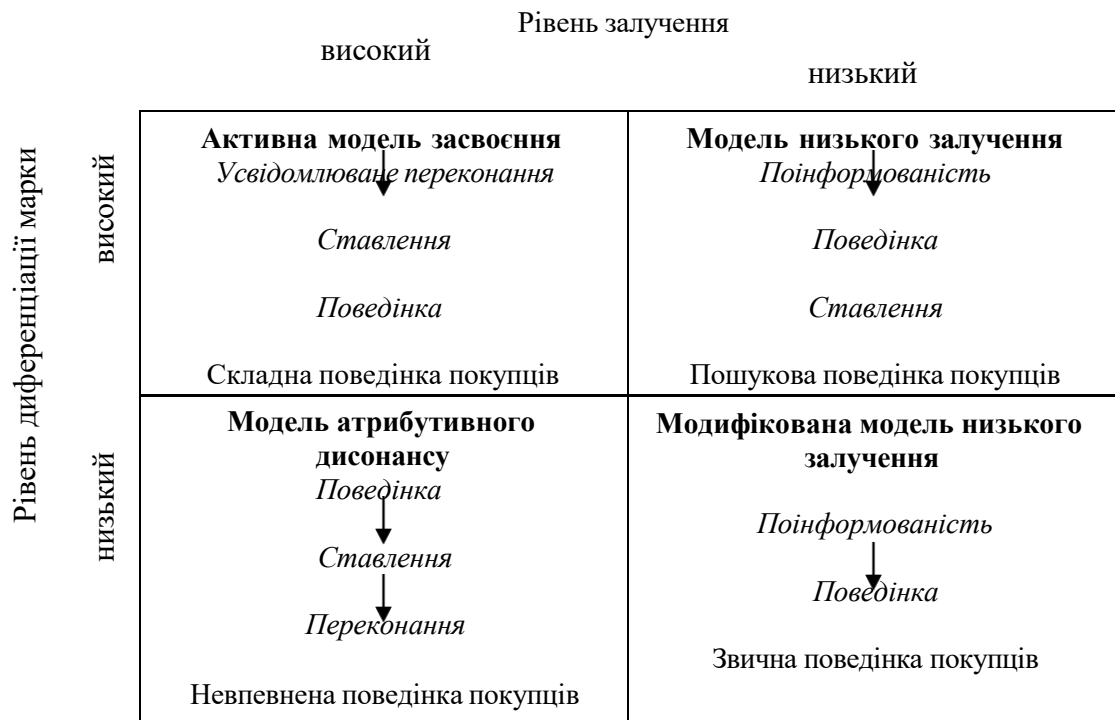 Рівень залучення
високий
низький
Рівень диференціації марки
високий
Активна модель засвоєння
Усвідомлюване переконання
Ставлення
Поведінка
Складна поведінка покупців
Модель низького залучення
Поінформованість
Поведінка
Ставлення
Пошукова поведінка покупців
низький
Модель атрибутивного
дисонансу
Поведінка
Ставлення
Переконання
Невпевнена поведінка покупців
Модифікована модель низького
залучення
Поінформованість
Поведінка
Звична поведінка покупців